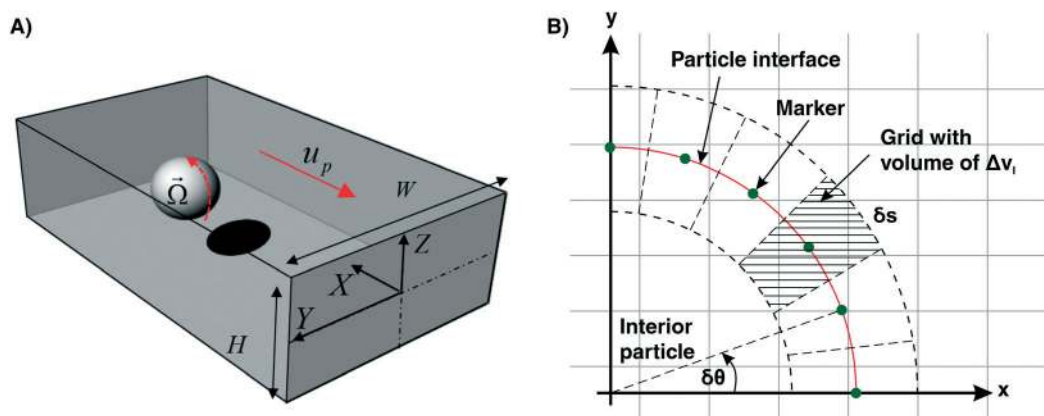 A)
u_p
W
Ω⃗
Z
X
Y
H
B)
y
Particle interface
Marker
Grid with
volume of Δv_l
δs
Interior
particle
δθ
x